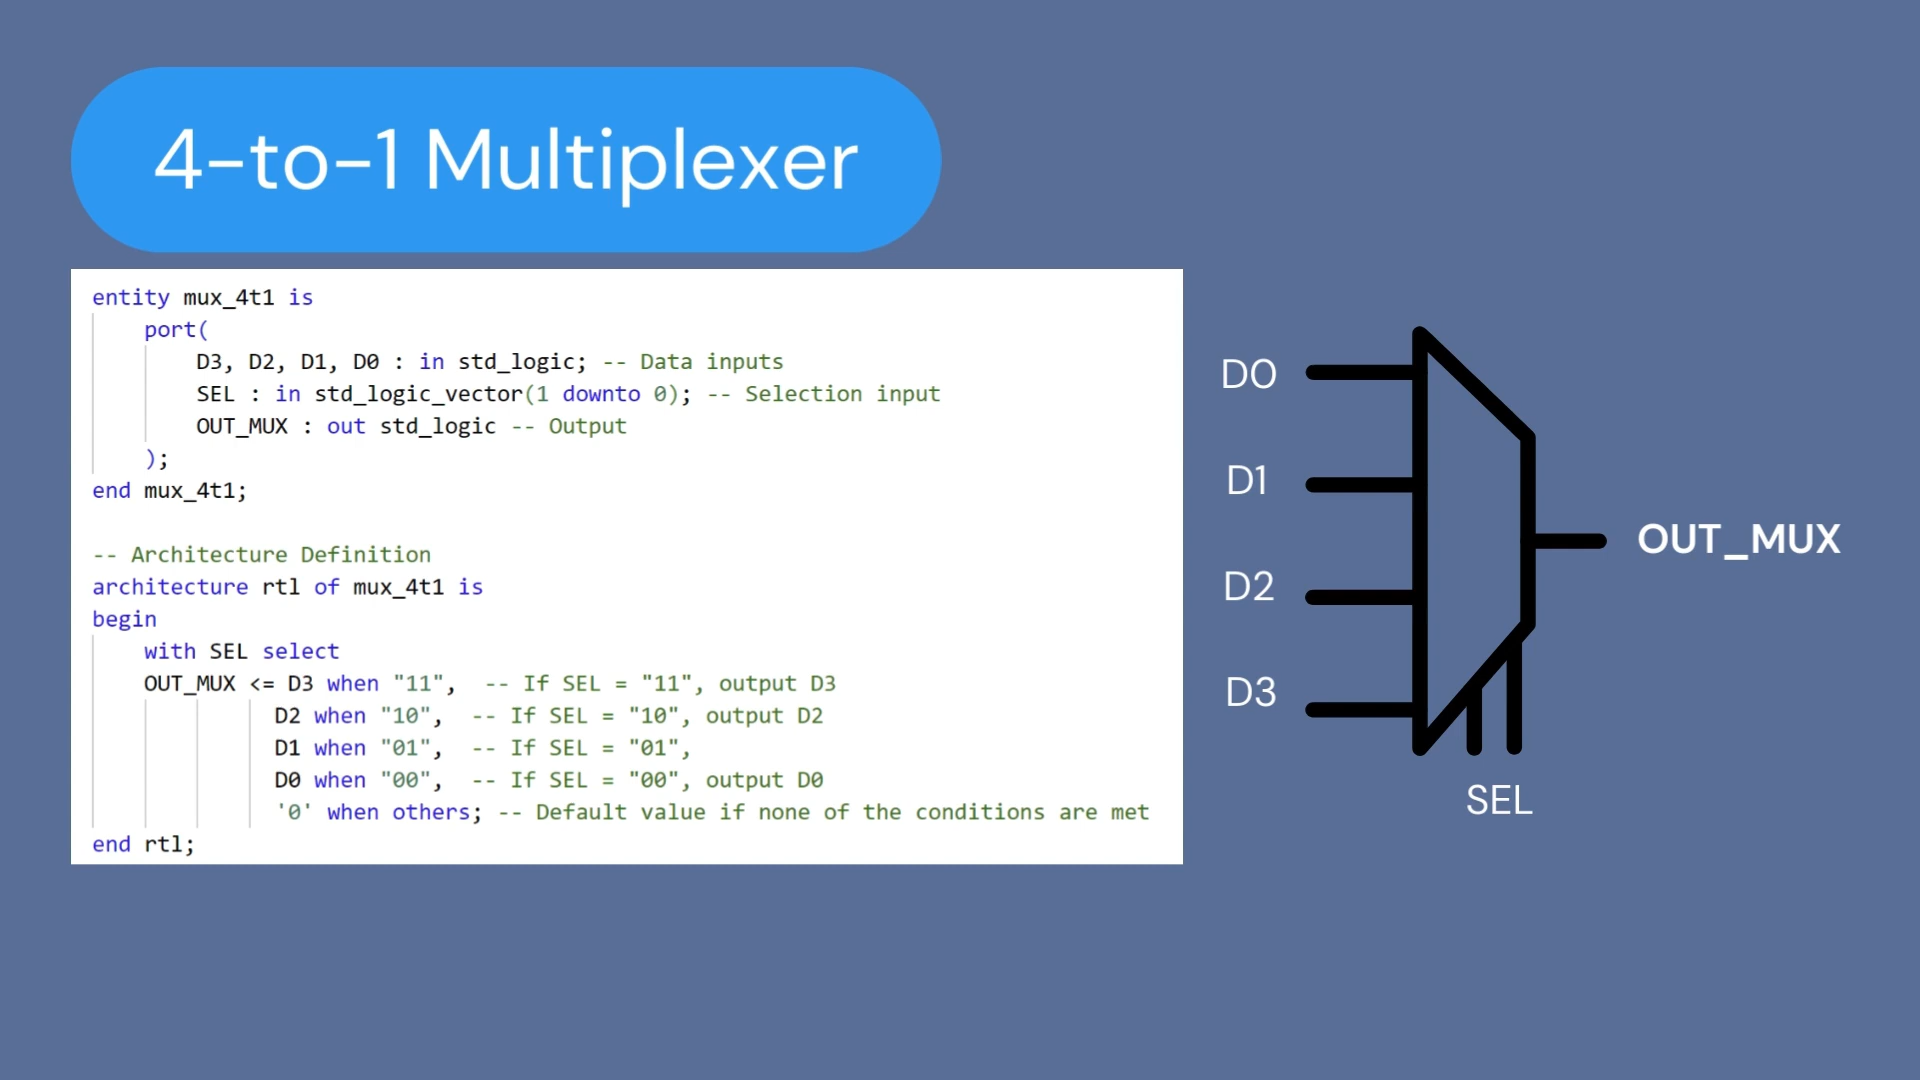 4-to-1 Multiplexer
entity mux_4t1 is
port(
D3, D2, D1, D0 : in std_logic; -- Data inputs
SEL : in std_logic_vector(1 downto 0); -- Selection input
OUT_MUX : out std_logic -- Output
);
end mux_4t1;
-- Architecture Definition
architecture rtl of mux_4t1 is
begin
with SEL select
OUT_MUX <= D3 when "11", -- If SEL = "11", output D3
D2 when "10", -- If SEL = "10", output D2
D1 when "01", -- If SEL = "01",
D0 when "00", -- If SEL = "00", output D0
'0' when others; -- Default value if none of the conditions are met
end rtl;
D0
D1
D2
D3
OUT_MUX
SEL